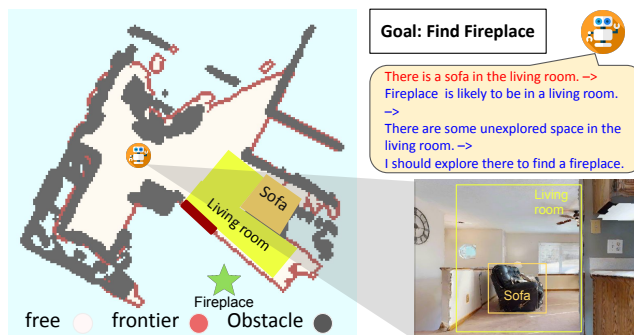 Goal: Find Fireplace
There is a sofa in the living room. –>
Fireplace is likely to be in a living room.
–>
There are some unexplored space in the
living room. –>
I should explore there to find a fireplace.
Sofa
Living room
Fireplace
free
frontier
Obstacle
Living
room
Sofa